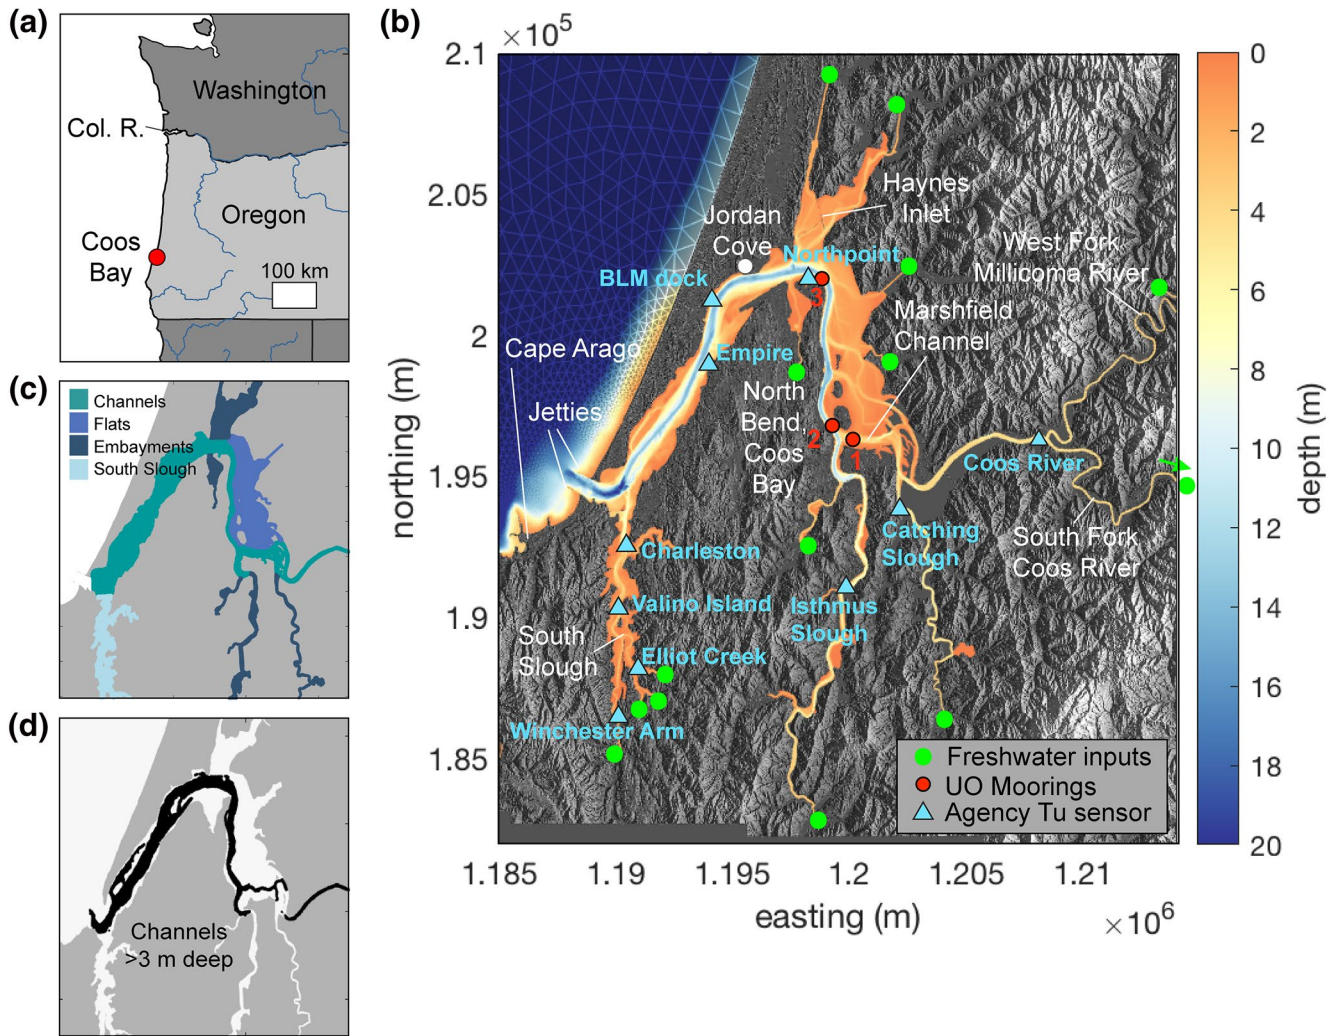 (a)
Washington
Col. R.
Oregon
Coos
Bay
100 km
(c)
Channels
Flats
Embayments
South Slough
(d)
Channels
>3 m deep
(b)
×10⁵
2.1
2.05
2
1.95
1.9
1.85
northing (m)
1.185
1.19
1.195
1.2
1.205
1.21
easting (m)
×10⁶
Haynes
Inlet
Jordan
Cove
Northpoint
West Fork
Millicoma River
BLM dock
3
Marshfield
Channel
Cape Arago
Empire
Jetties
North
Bend,
Coos
Bay
2
1
Coos River
Catching
Slough
South Fork
Coos River
Charleston
Valino Island
Isthmus
Slough
South
Slough
Elliot Creek
Winchester Arm
Freshwater inputs
UO Moorings
Agency Tu sensor
0
2
4
6
8
10
12
14
16
18
20
depth (m)